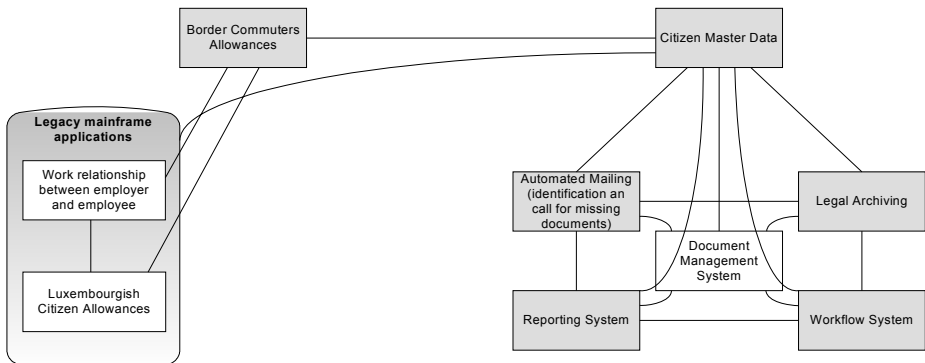 Border Commuters
Allowances
Citizen Master Data
Legacy mainframe
applications
Work relationship
between employer
and employee
Luxembourgish
Citizen Allowances
Automated Mailing
(identification an
call for missing
documents)
Legal Archiving
Document
Management
System
Reporting System
Workflow System